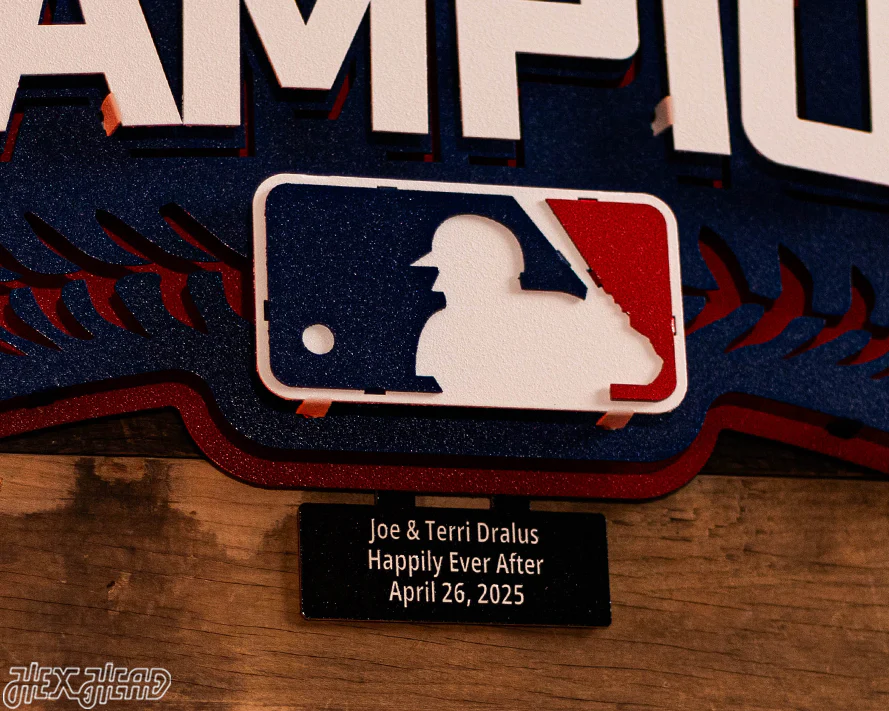 AMPIO
Joe & Terri Dralus
Happily Ever After
April 26, 2025
HEX HEAD